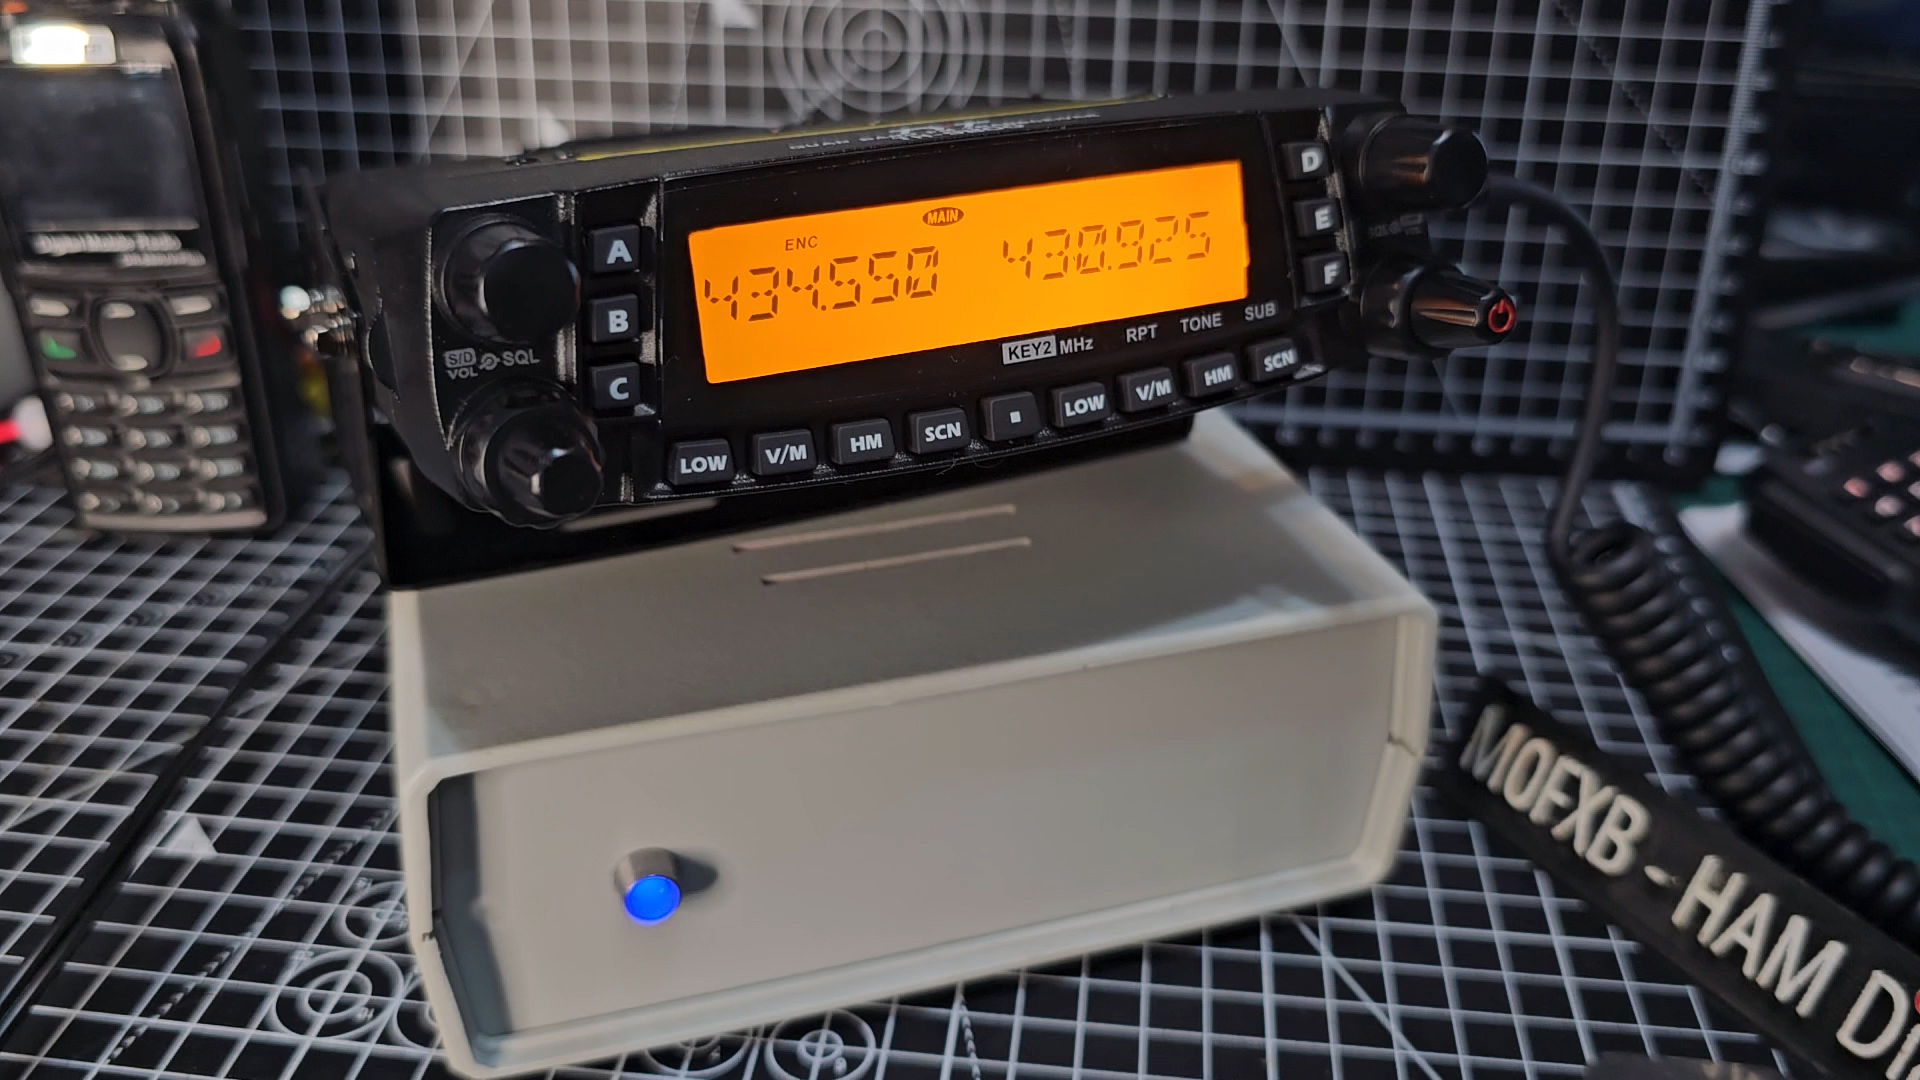 MAIN
ENC
434.550 430.925
A
B
C
D
E
F
S/D
VOL SQL
KEY2 MHz RPT TONE SUB
LOW V/M HM SCN ■ LOW V/M HM SCN
Digital Mobile Radio
M0FXB - HAM Di